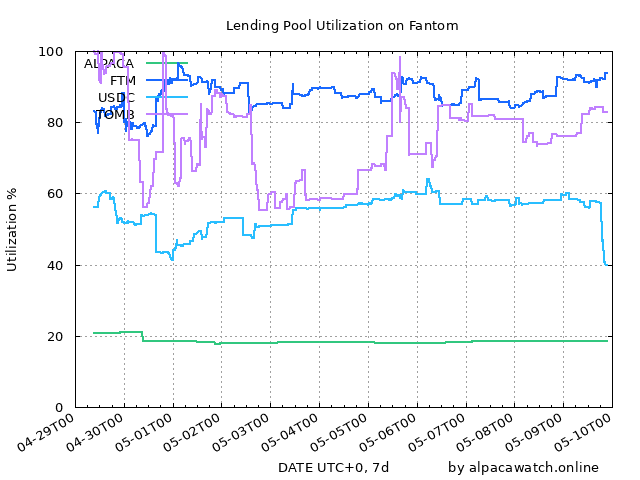 Lending Pool Utilization on Fantom
Utilization %
100
80
60
40
20
0
ALPACA
FTM
USDC
TOMB
04-29T00
04-30T00
05-01T00
05-02T00
05-03T00
05-04T00
05-05T00
05-06T00
05-07T00
05-08T00
05-09T00
05-10T00
DATE UTC+0, 7d
by alpacawatch.online